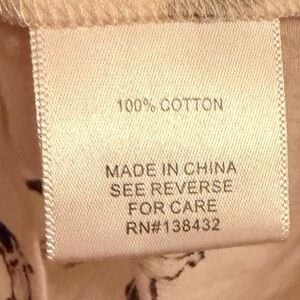 100% COTTON
MADE IN CHINA
SEE REVERSE
FOR CARE
RN#138432